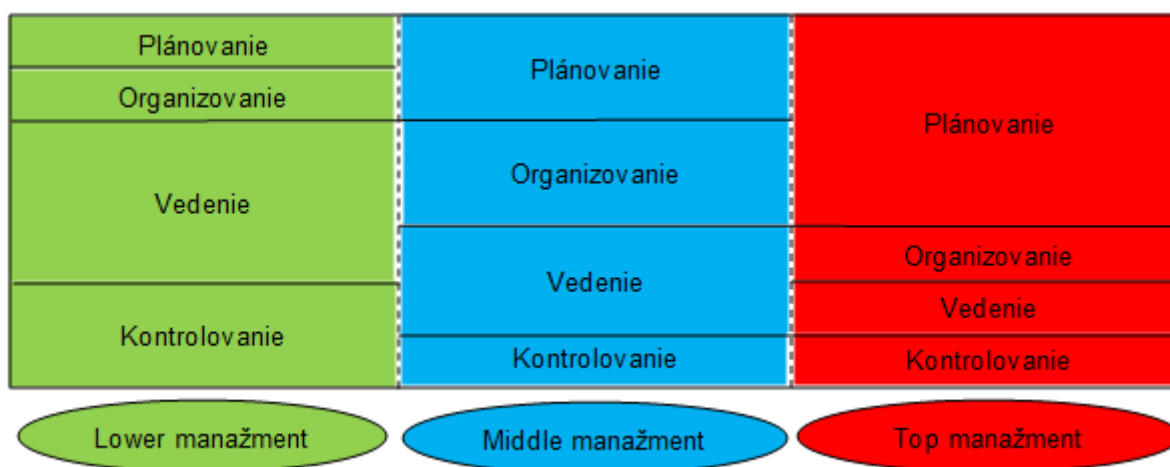 Plánovanie
Organizovanie
Vedenie
Kontrolovanie
Plánovanie
Organizovanie
Vedenie
Kontrolovanie
Plánovanie
Organizovanie
Vedenie
Kontrolovanie
Lower manažment
Middle manažment
Top manažment